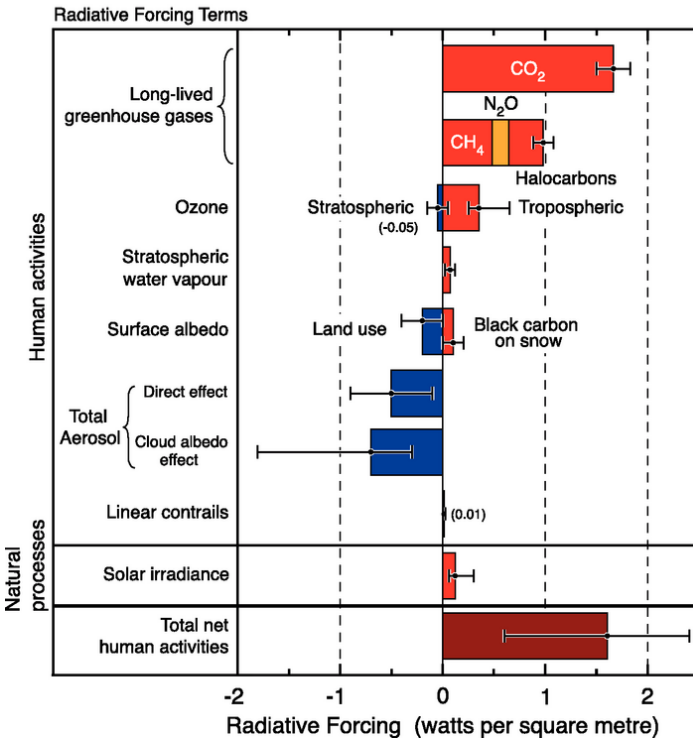 Radiative Forcing Terms
Human activities
Long-lived
greenhouse gases
CO₂
N₂O
CH₄
Halocarbons
Ozone
Stratospheric
(-0.05)
Tropospheric
Stratospheric
water vapour
Surface albedo
Land use
Black carbon
on snow
Total
Aerosol
Direct effect
Cloud albedo
effect
Linear contrails
(0.01)
Natural
processes
Solar irradiance
Total net
human activities
-2 -1 0 1 2
Radiative Forcing (watts per square metre)